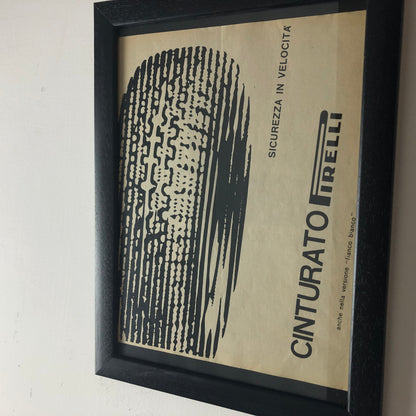 SICUREZZA IN VELOCITÀ
CINTURATO PIRELLI
anche nella versione "fianco bianco"